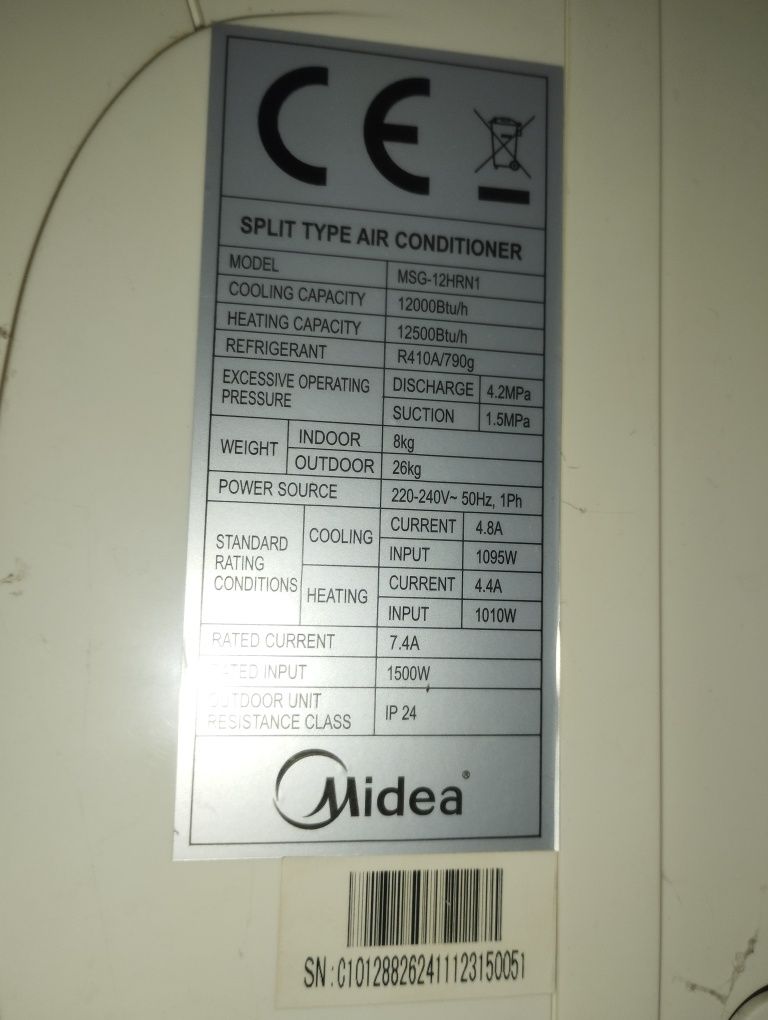 CE
SPLIT TYPE AIR CONDITIONER
MODEL MSG-12HRN1
COOLING CAPACITY 12000Btu/h
HEATING CAPACITY 12500Btu/h
REFRIGERANT R410A/790g
EXCESSIVE OPERATING PRESSURE DISCHARGE 4.2MPa
SUCTION 1.5MPa
WEIGHT INDOOR 8kg
OUTDOOR 26kg
POWER SOURCE 220-240V~ 50Hz, 1Ph
STANDARD RATING CONDITIONS COOLING CURRENT 4.8A
INPUT 1095W
HEATING CURRENT 4.4A
INPUT 1010W
RATED CURRENT 7.4A
RATED INPUT 1500W
OUTDOOR UNIT RESISTANCE CLASS IP 24
Midea®
SN:C101288262411123150051